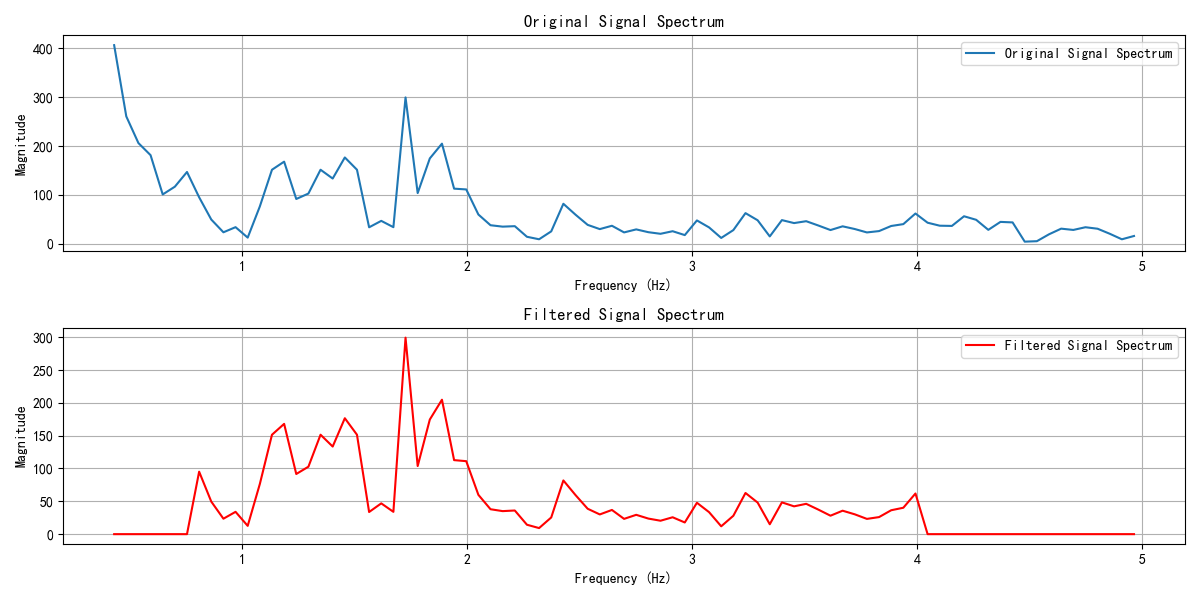 Original Signal Spectrum
Original Signal Spectrum
Magnitude
400
300
200
100
0
1
2
3
4
5
Frequency (Hz)
Filtered Signal Spectrum
Filtered Signal Spectrum
Magnitude
300
250
200
150
100
50
0
1
2
3
4
5
Frequency (Hz)